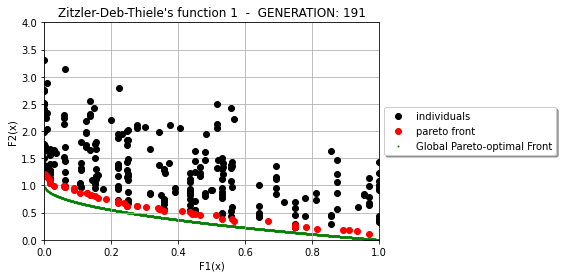 Zitzler-Deb-Thiele's function 1 - GENERATION: 191
4.0
3.5
3.0
2.5
2.0
1.5
1.0
0.5
0.0
F2(x)
0.0 0.2 0.4 0.6 0.8 1.0
F1(x)
individuals
pareto front
Global Pareto-optimal Front